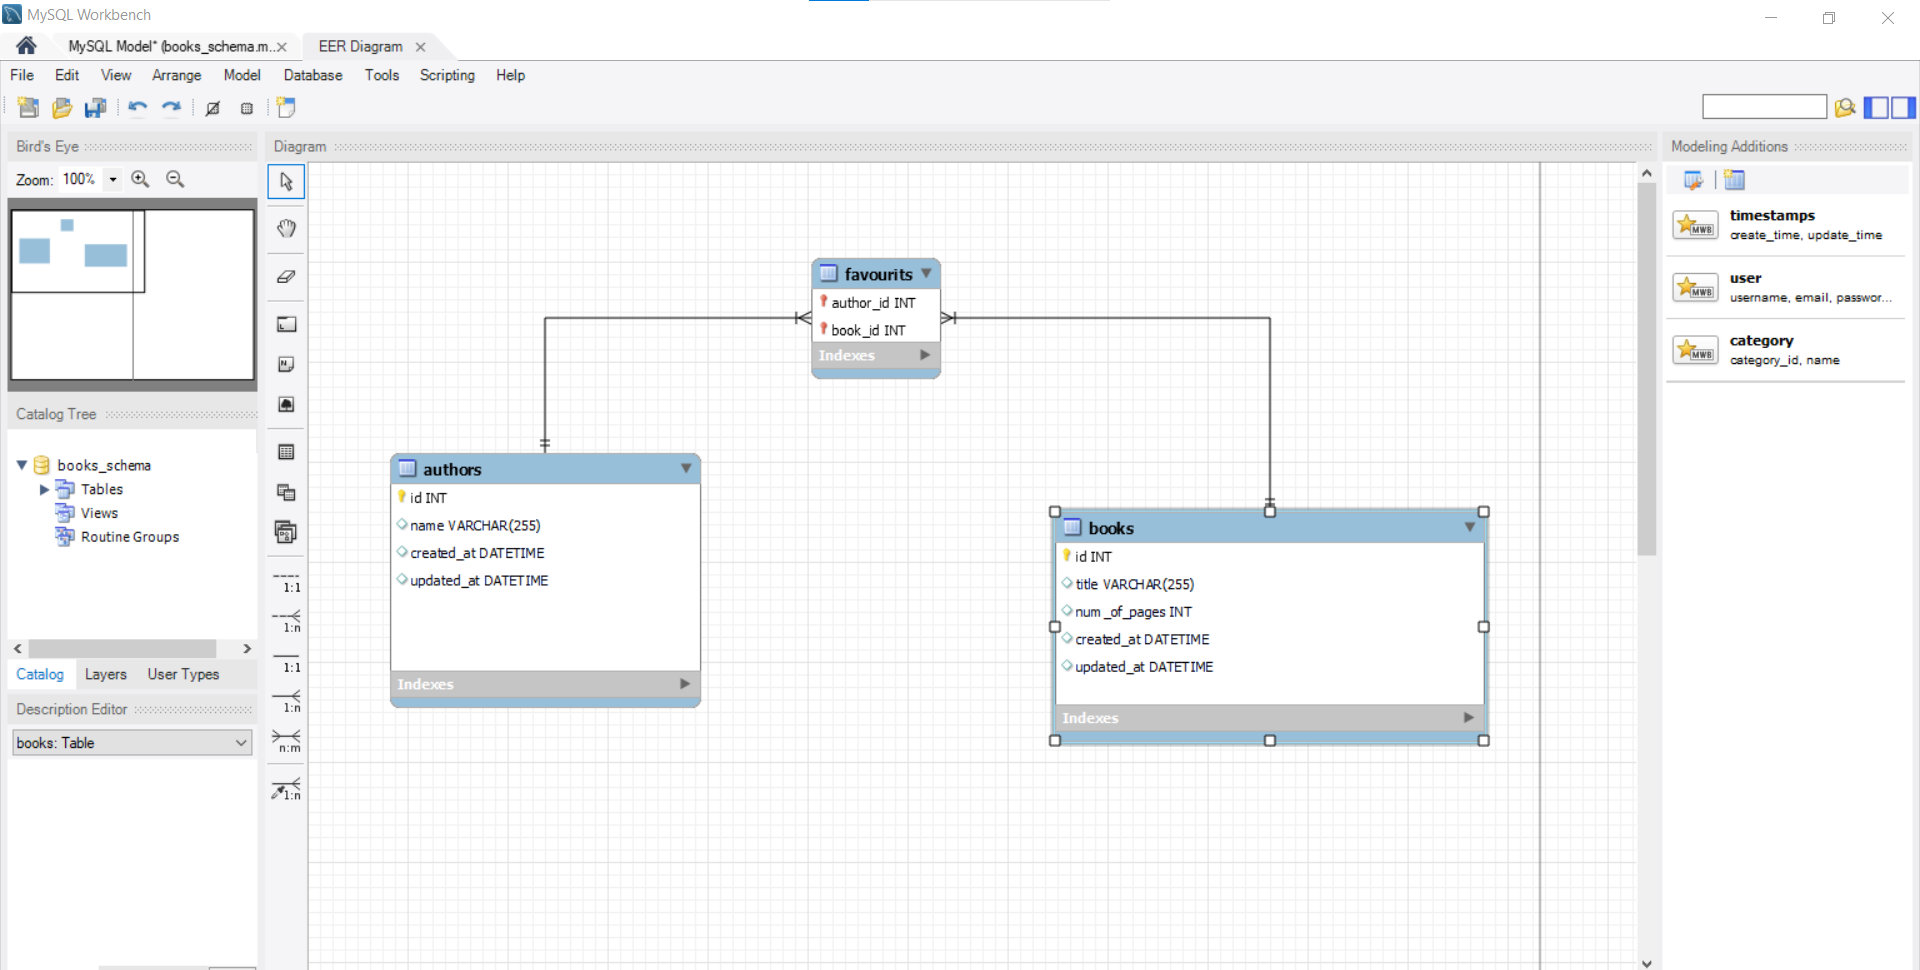 MySQL Workbench
MySQL Model* (books_schema.m..×
EER Diagram ×
File Edit View Arrange Model Database Tools Scripting Help
Bird's Eye
Zoom: 100%
Catalog Tree
books_schema
Tables
Views
Routine Groups
Catalog Layers User Types
Description Editor
books: Table
Diagram
1:1
1:n
1:1
1:n
n:m
1:n
favourits
author_id INT
book_id INT
Indexes
authors
id INT
name VARCHAR(255)
created_at DATETIME
updated_at DATETIME
Indexes
books
id INT
title VARCHAR(255)
num_of_pages INT
created_at DATETIME
updated_at DATETIME
Indexes
Modeling Additions
MWB
timestamps
create_time, update_time
MWB
user
username, email, passwor...
MWB
category
category_id, name